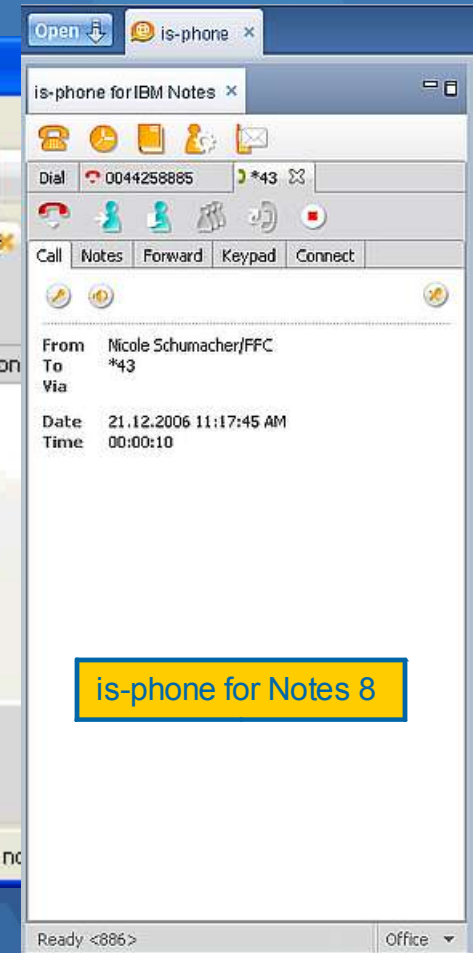 Open is-phone ×
is-phone for IBM Notes ×
Dial 0044258885 *43
Call Notes Forward Keypad Connect
From Nicole Schumacher/FFC
To *43
Via
Date 21.12.2006 11:17:45 AM
Time 00:00:10
is-phone for Notes 8
Ready <886> Office